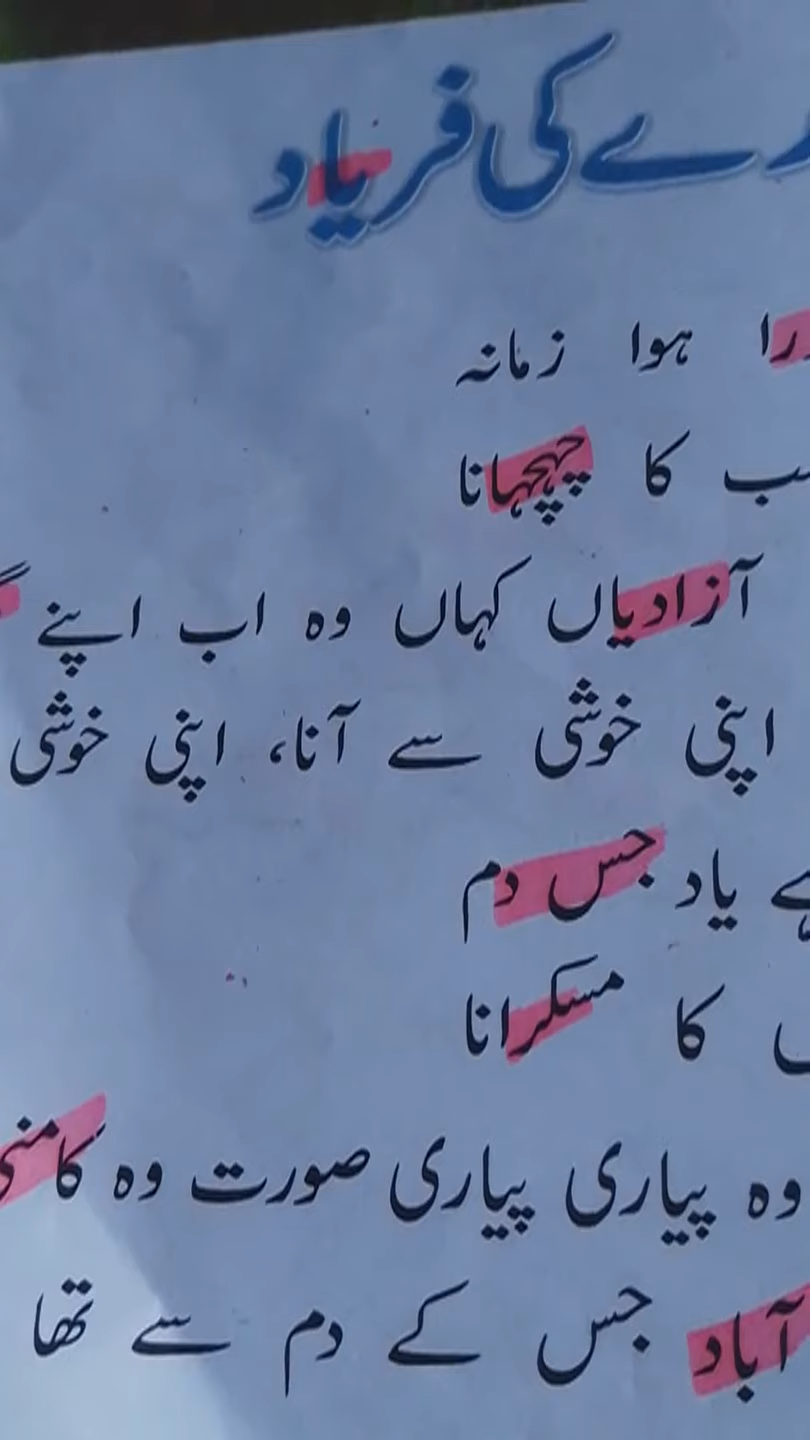 کی فریاد
ہوا زمانہ
کا چہچہانا
آزادیاں کہاں وہ اب اپنے
اپنی خوشی سے آنا، اپنی خوشی
یاد جس دم
کا مسکرانا
وہ پیاری پیاری صورت وہ کامنی
آباد جس کے دم سے تھا